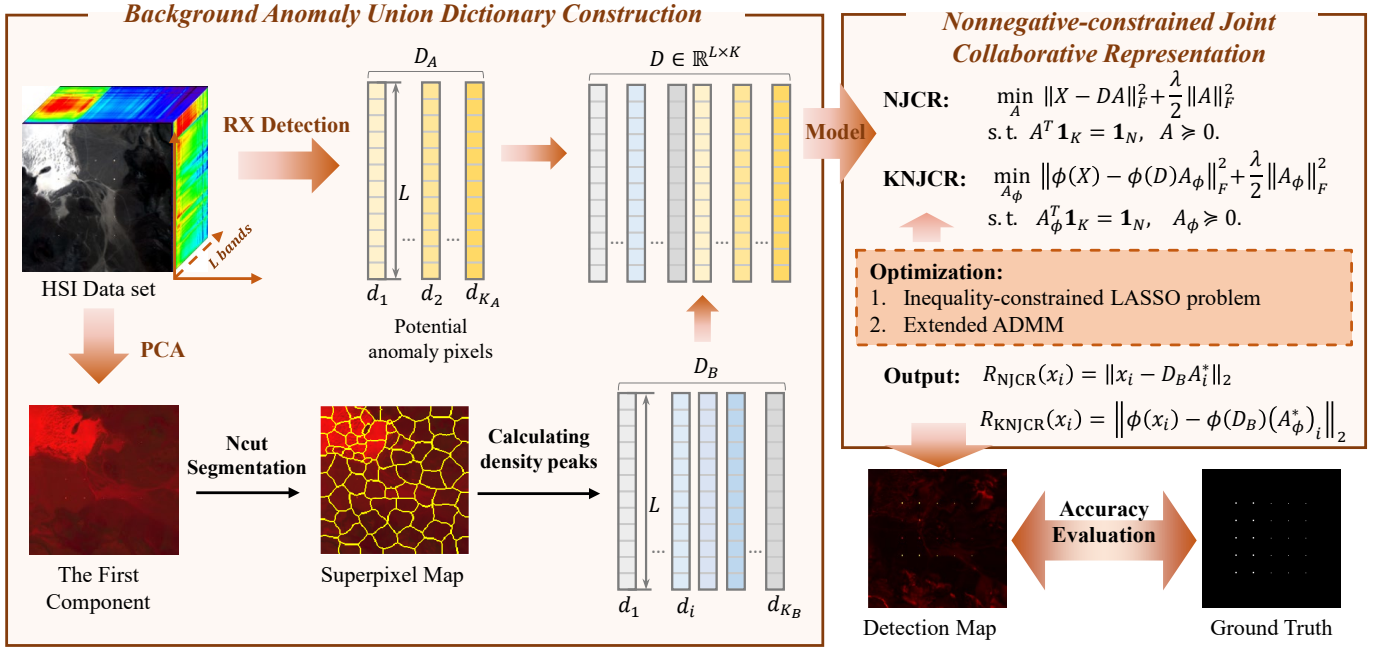 Background Anomaly Union Dictionary Construction
HSI Data set
L bands
RX Detection
D_A
L
...
...
d_1
d_2
d_{K_A}
Potential
anomaly pixels
D ∈ ℝ^{L×K}
...
...
...
...
PCA
The First
Component
Ncut
Segmentation
Superpixel Map
Calculating
density peaks
D_B
L
...
...
d_1
d_i
d_{K_B}
Model
Nonnegative-constrained Joint
Collaborative Representation
NJCR: min_A ‖X − DA‖_F^2 + λ/2 ‖A‖_F^2
s.t. A^T 1_K = 1_N, A ≽ 0.
KNJCR: min_{A_ϕ} ‖ϕ(X) − ϕ(D)A_ϕ‖_F^2 + λ/2 ‖A_ϕ‖_F^2
s.t. A_ϕ^T 1_K = 1_N, A_ϕ ≽ 0.
Optimization:
1. Inequality-constrained LASSO problem
2. Extended ADMM
Output: R_NJCR(x_i) = ‖x_i − D_B A_i^*‖_2
R_KNJCR(x_i) = ‖ϕ(x_i) − ϕ(D_B)(A_ϕ^*)_i‖_2
Accuracy
Evaluation
Detection Map
Ground Truth